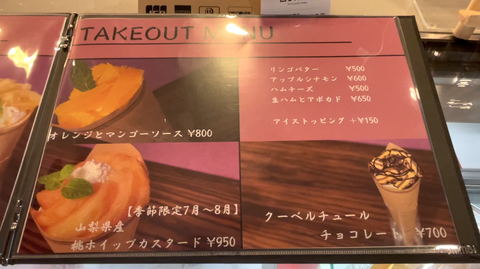 TAKEOUT MENU
リンゴバター ¥500
アップルシナモン ¥600
ハムチーズ ¥500
生ハムとアボカド ¥650
アイストッピング +¥150
オレンジとマンゴーソース ¥800
【季節限定7月～8月】
山梨県産
桃ホイップカスタード ¥950
クーベルチュール
チョコレート ¥700